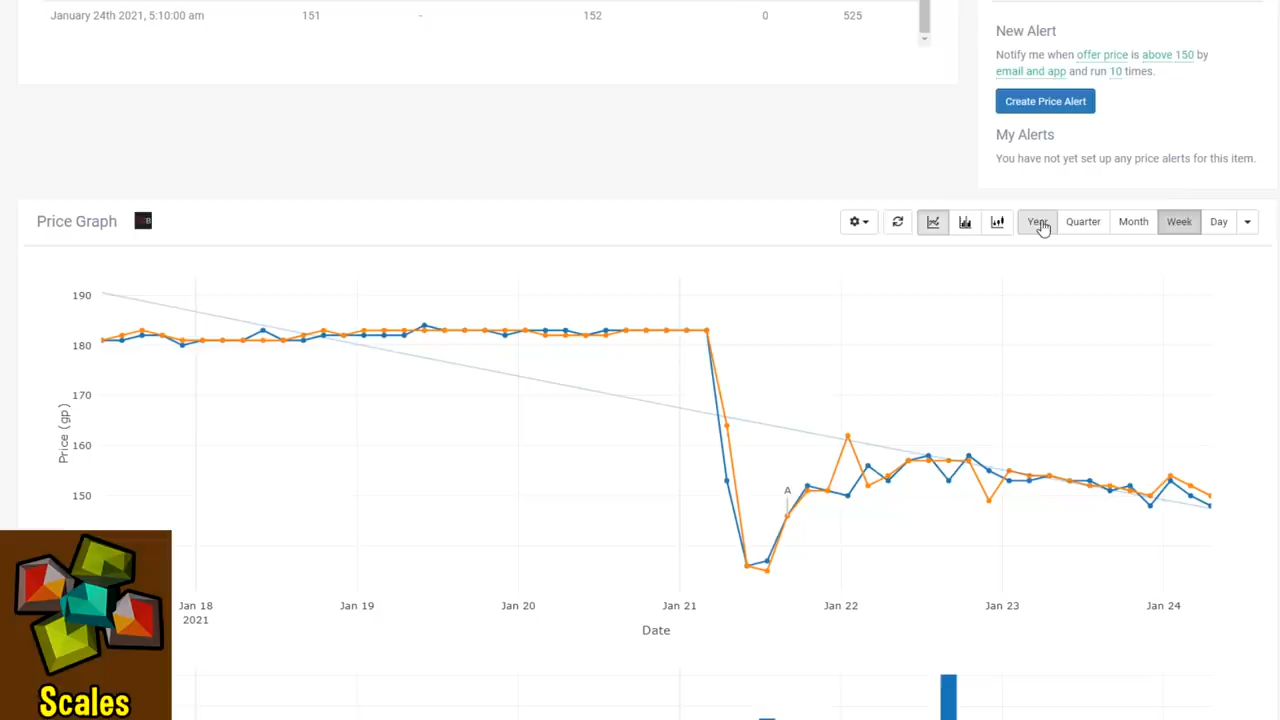 January 24th 2021, 5:10:00 am 151 - 152 0 525
New Alert
Notify me when offer price is above 150 by
email and app and run 10 times.
Create Price Alert
My Alerts
You have not yet set up any price alerts for this item.
Price Graph
Year Quarter Month Week Day
190
180
170
160
150
Price (gp)
A
Jan 18 Jan 19 Jan 20 Jan 21 Jan 22 Jan 23 Jan 24
2021
Date
Scales